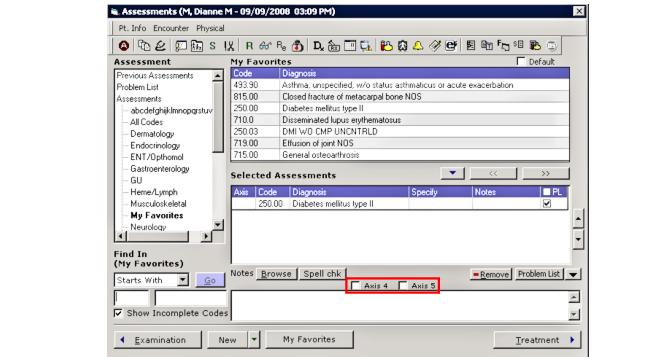 Assessments (M, Dianne M - 09/09/2008 03:09 PM)
Pt. Info Encounter Physical
Assessment
Previous Assessments
Problem List
Assessments
abcdefghijklmnopqrstuv
All Codes
Dermatology
Endocrinology
ENT/Opthomol
Gastroenterology
GU
Heme/Lymph
Musculoskeletal
My Favorites
Neurology
Find In
(My Favorites)
Starts With Go
Show Incomplete Codes
My Favorites Default
Code Diagnosis
493.90 Asthma, unspecified, w/o status asthmaticus or acute exacerbation
815.00 Closed fracture of metacarpal bone NOS
250.00 Diabetes mellitus type II
710.0 Disseminated lupus erythematosus
250.03 DMI W/O CMP UNCNTRLD
719.00 Effusion of joint NOS
715.00 General osteoarthrosis
<< >>
Selected Assessments
Axis Code Diagnosis Specify Notes PL
250.00 Diabetes mellitus type II
Notes Browse Spell chk Remove Problem List
Axis 4 Axis 5
Examination New My Favorites Treatment